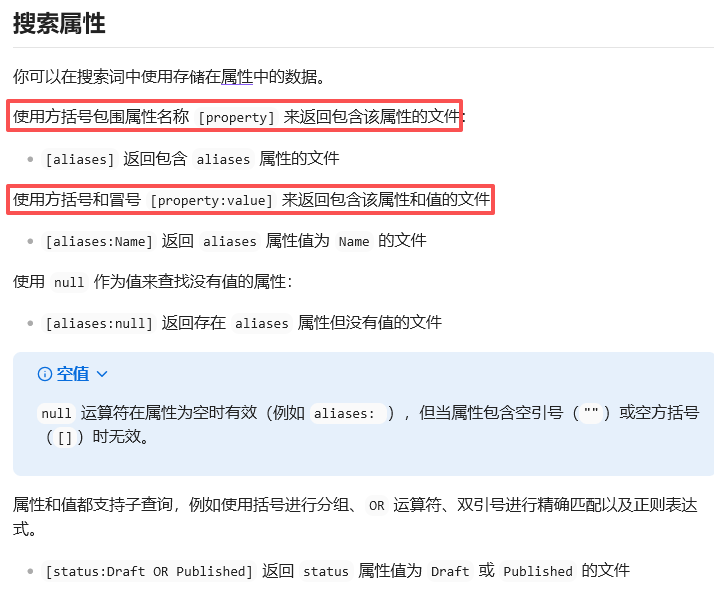 搜索属性
你可以在搜索词中使用存储在属性中的数据。
使用方括号包围属性名称 [property] 来返回包含该属性的文件：
[aliases] 返回包含 aliases 属性的文件
使用方括号和冒号 [property:value] 来返回包含该属性和值的文件
[aliases:Name] 返回 aliases 属性值为 Name 的文件
使用 null 作为值来查找没有值的属性：
[aliases:null] 返回存在 aliases 属性但没有值的文件
空值
null 运算符在属性为空时有效（例如 aliases: ），但当属性包含空引号（""）或空方括号
（[]）时无效。
属性和值都支持子查询，例如使用括号进行分组、 OR 运算符、双引号进行精确匹配以及正则表达
式。
[status:Draft OR Published] 返回 status 属性值为 Draft 或 Published 的文件